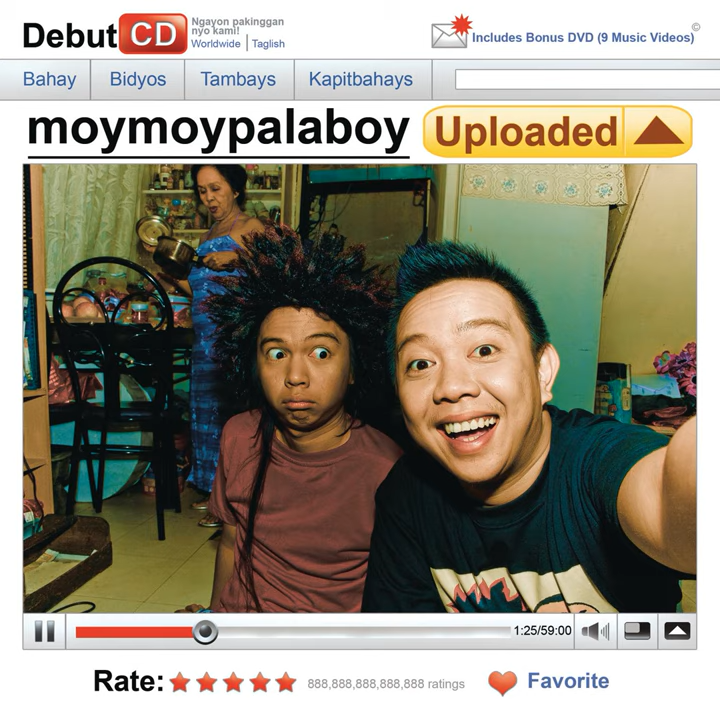 Debut CD
Ngayon pakinggan
nyo kami!
Worldwide | Taglish
Includes Bonus DVD (9 Music Videos)
©
Bahay
Bidyos
Tambays
Kapitbahays
moymoypalaboy
Uploaded
1:25/59:00
Rate:
888,888,888,888,888 ratings
Favorite